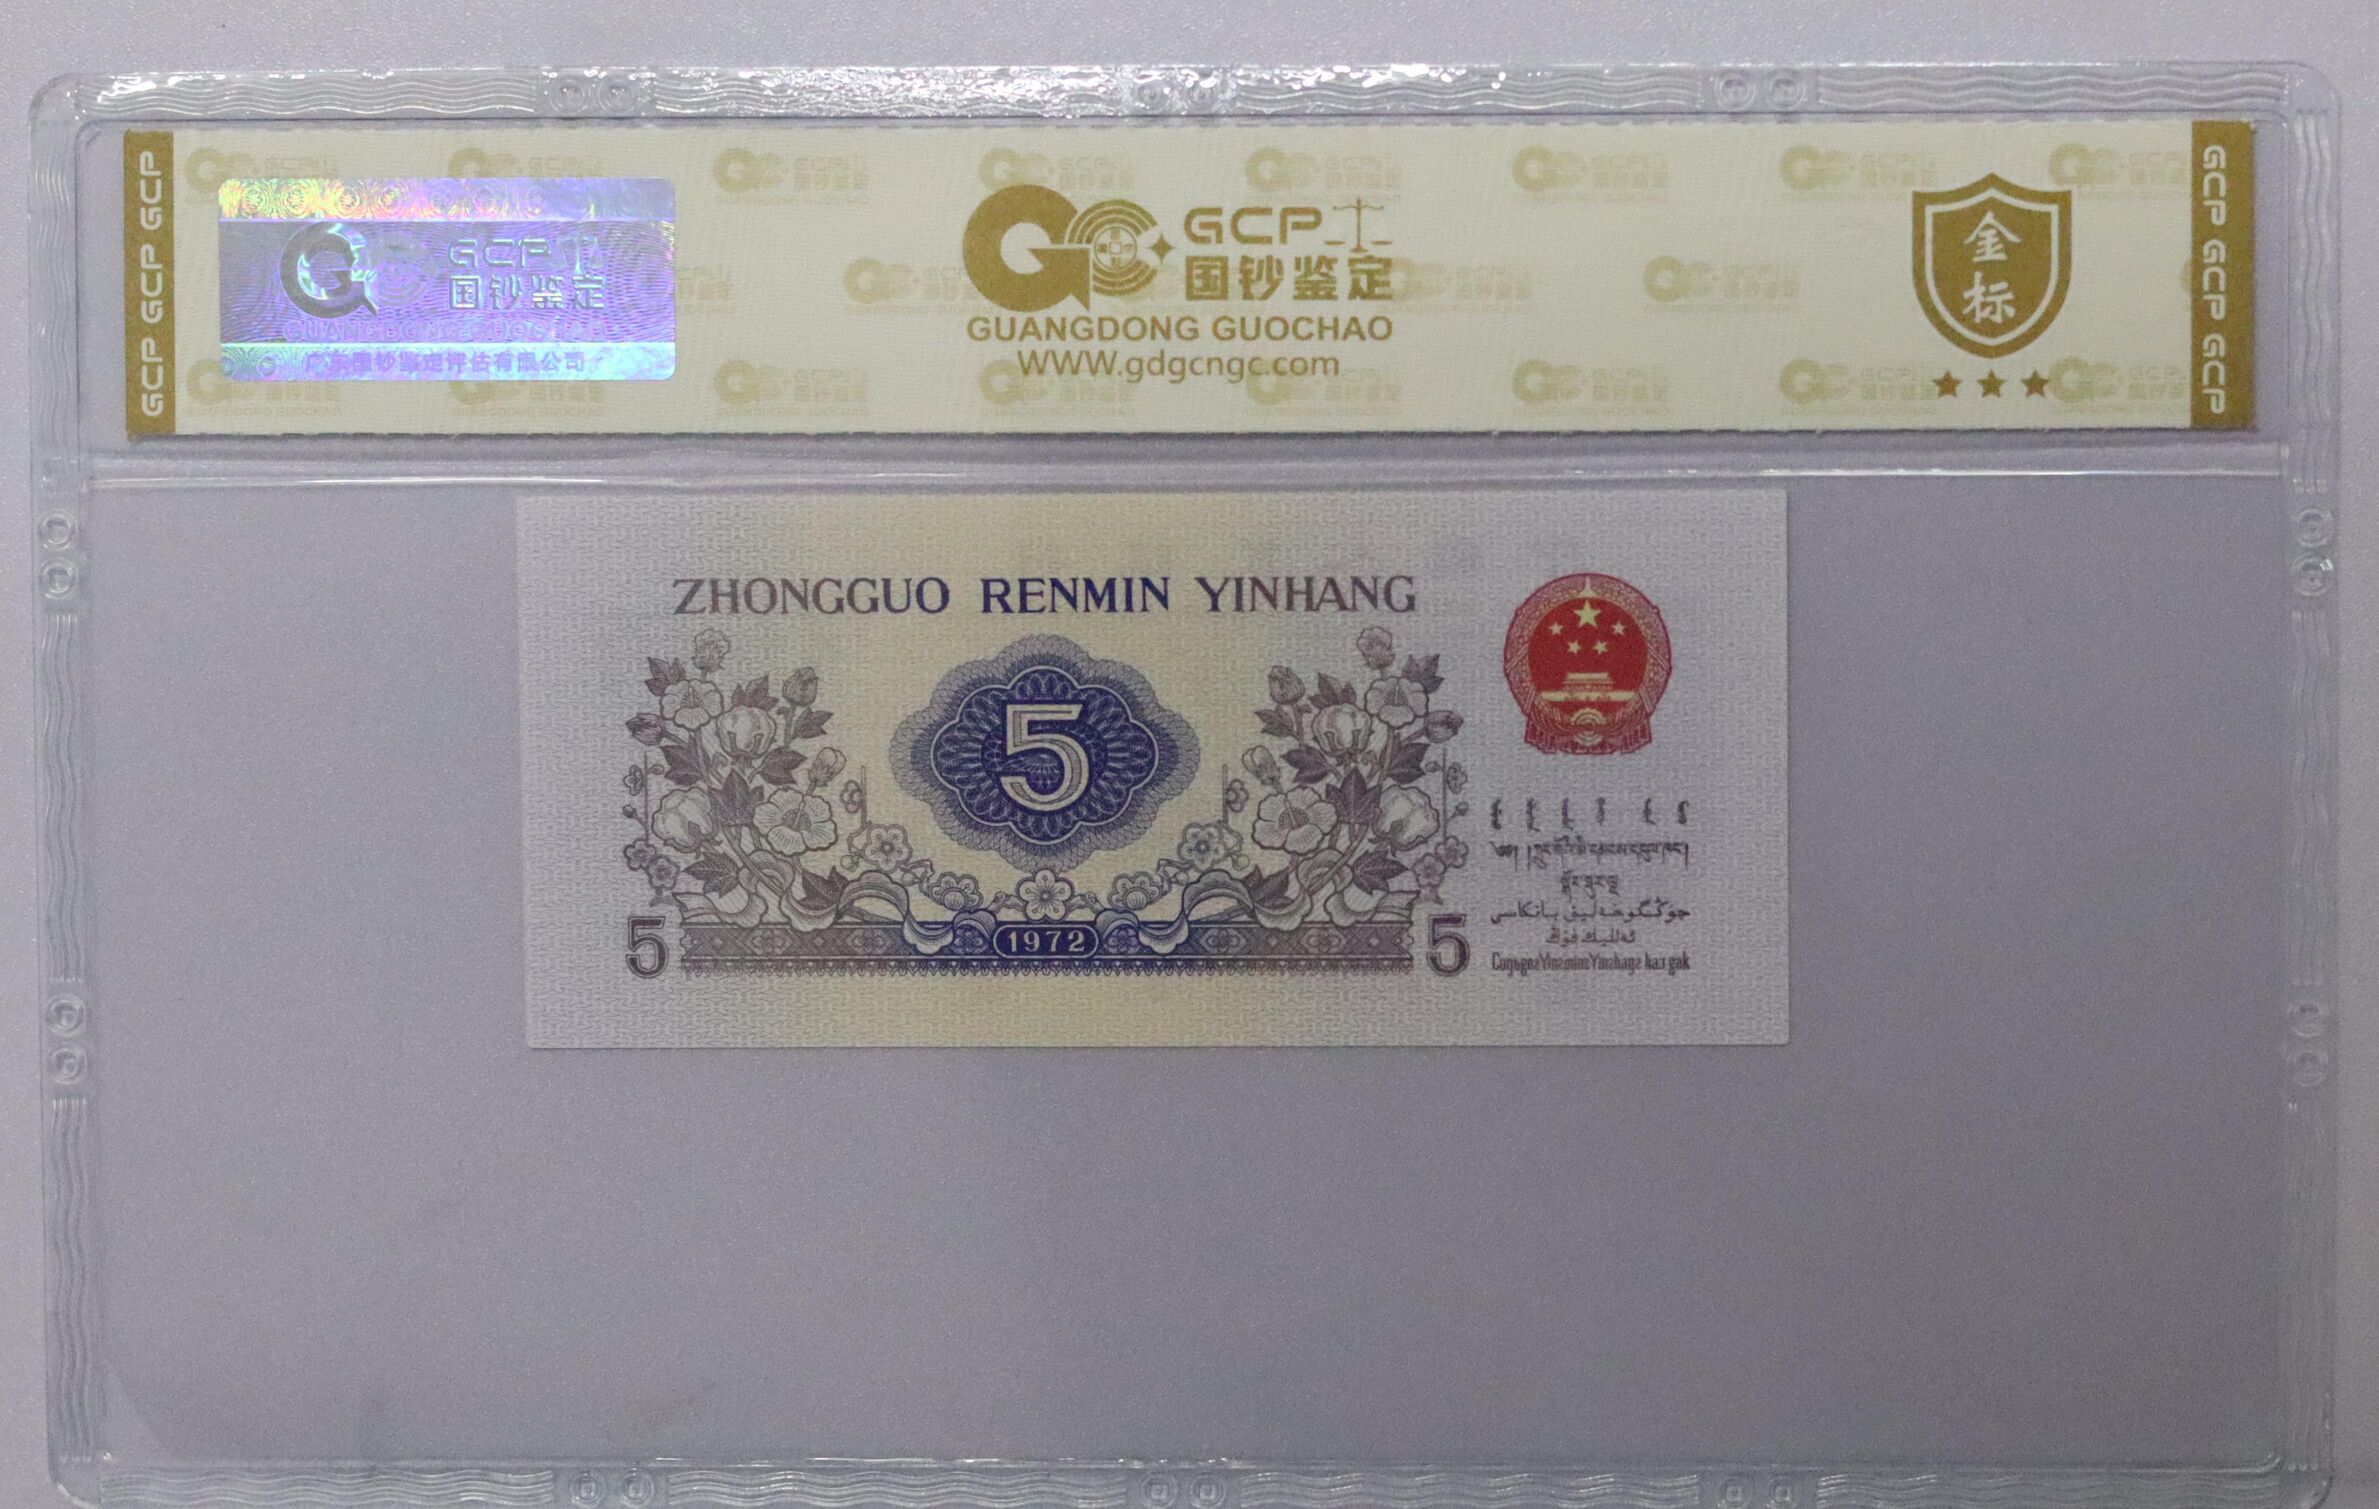 GCP GCP GCP
GCP
国钞鉴定
GUANGDONG GUOCHAO
广东国钞鉴定评估有限公司
GCP
国钞鉴定
GUANGDONG GUOCHAO
WWW.gdgcngc.com
金标
GCP GCP GCP
ZHONGGUO RENMIN YINHANG
5
5
1972
5